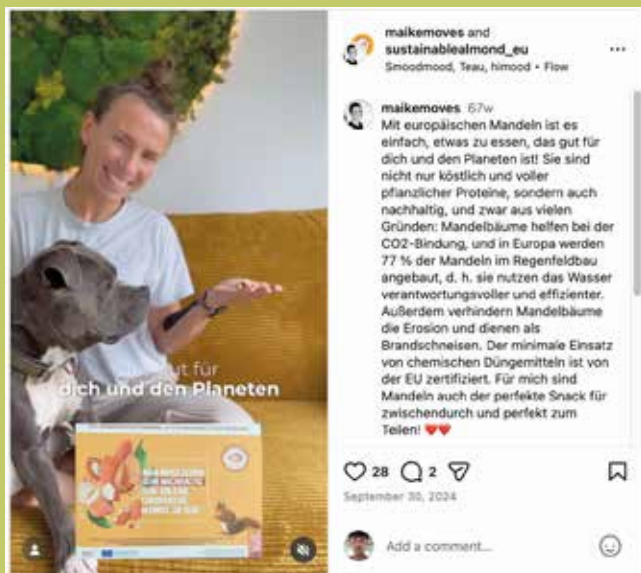 maikemoves and
sustainablealmond_eu
Smoodmood, Teau, himood • Flow
maikemoves 67w
Mit europäischen Mandeln ist es
einfach, etwas zu essen, das gut für
dich und den Planeten ist! Sie sind
nicht nur köstlich und voller
pflanzlicher Proteine, sondern auch
nachhaltig, und zwar aus vielen
Gründen: Mandelbäume helfen bei der
CO2-Bindung, und in Europa werden
77 % der Mandeln im Regenfeldbau
angebaut, d. h. sie nutzen das Wasser
verantwortungsvoller und effizienter.
Außerdem verhindern Mandelbäume
die Erosion und dienen als
Brandschneisen. Der minimale Einsatz
von chemischen Düngemitteln ist von
der EU zertifiziert. Für mich sind
Mandeln auch der perfekte Snack für
zwischendurch und perfekt zum
Teilen! ❤️❤️
gut für
dich und den Planeten
28 2
September 30, 2024
Add a comment...